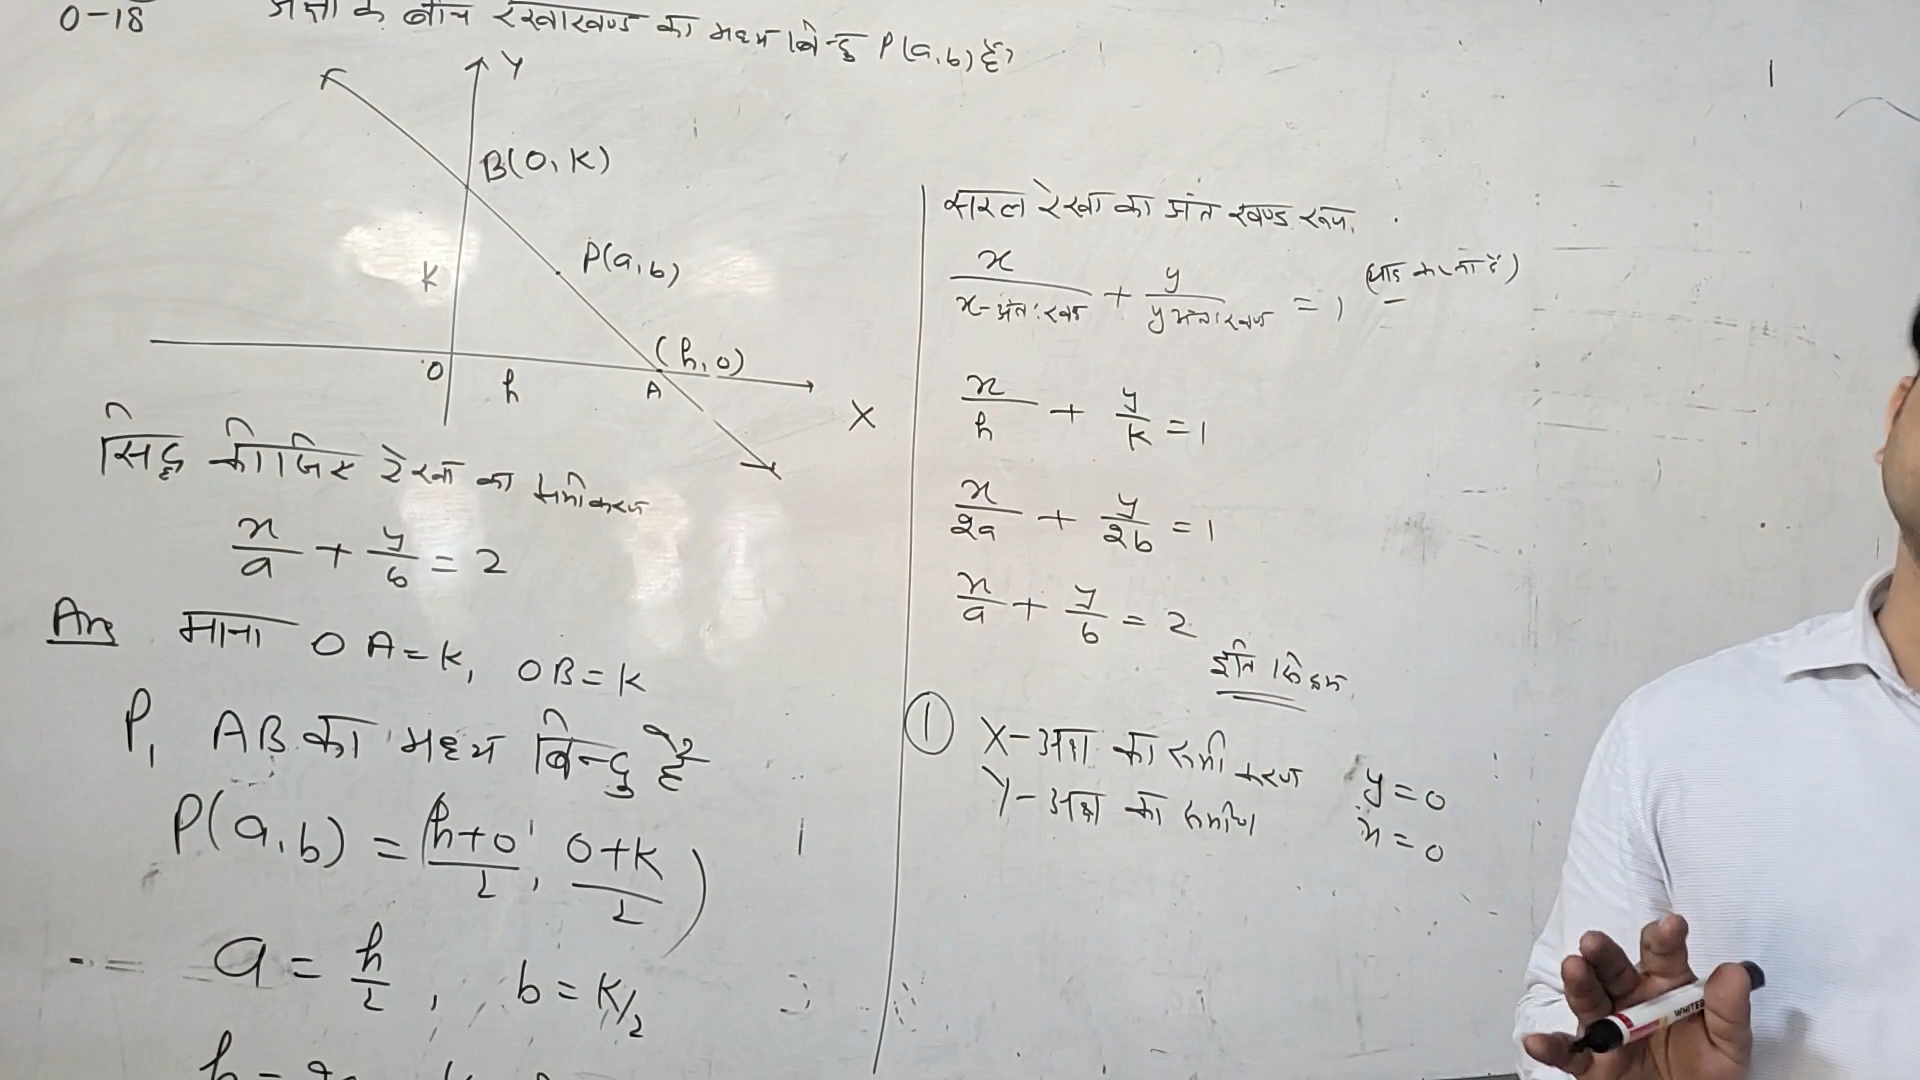 0-18 अक्षों के बीच रेखाखण्ड का मध्य बिन्दु P(a,b) है
Y
B(0, K)
P(a,b)
K
(h,0)
O h A
X
सिद्ध कीजिए रेखा का समीकरण
x/a + y/b = 2
Ans माना OA=K, OB=K
P, AB का मध्य बिन्दु है
P(a,b) = (h+0/2, 0+K/2)
a = h/2, b = K/2
सरल रेखा का अंत खण्ड रूप
x/x-अंत:खण्ड + y/y अन्त:खण्ड = 1
x/h + y/K = 1
x/2a + y/2b = 1
x/a + y/b = 2
इति सिद्धम
① X-अक्ष का समीकरण y=0
Y-अक्ष का समी० x=0
WHITEB